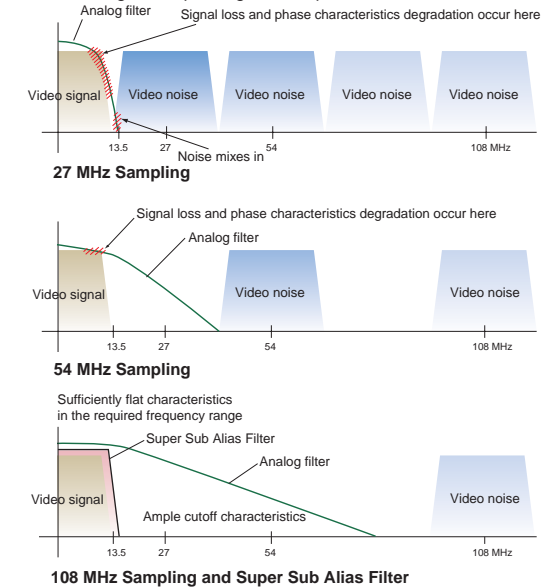 Analog filter
Signal loss and phase characteristics degradation occur here
Video signal
Video noise
Video noise
Video noise
Video noise
13.5
27
54
108 MHz
Noise mixes in
27 MHz Sampling
Signal loss and phase characteristics degradation occur here
Analog filter
Video signal
Video noise
Video noise
13.5
27
54
108 MHz
54 MHz Sampling
Sufficiently flat characteristics
in the required frequency range
Super Sub Alias Filter
Analog filter
Video signal
Ample cutoff characteristics
Video noise
13.5
27
54
108 MHz
108 MHz Sampling and Super Sub Alias Filter